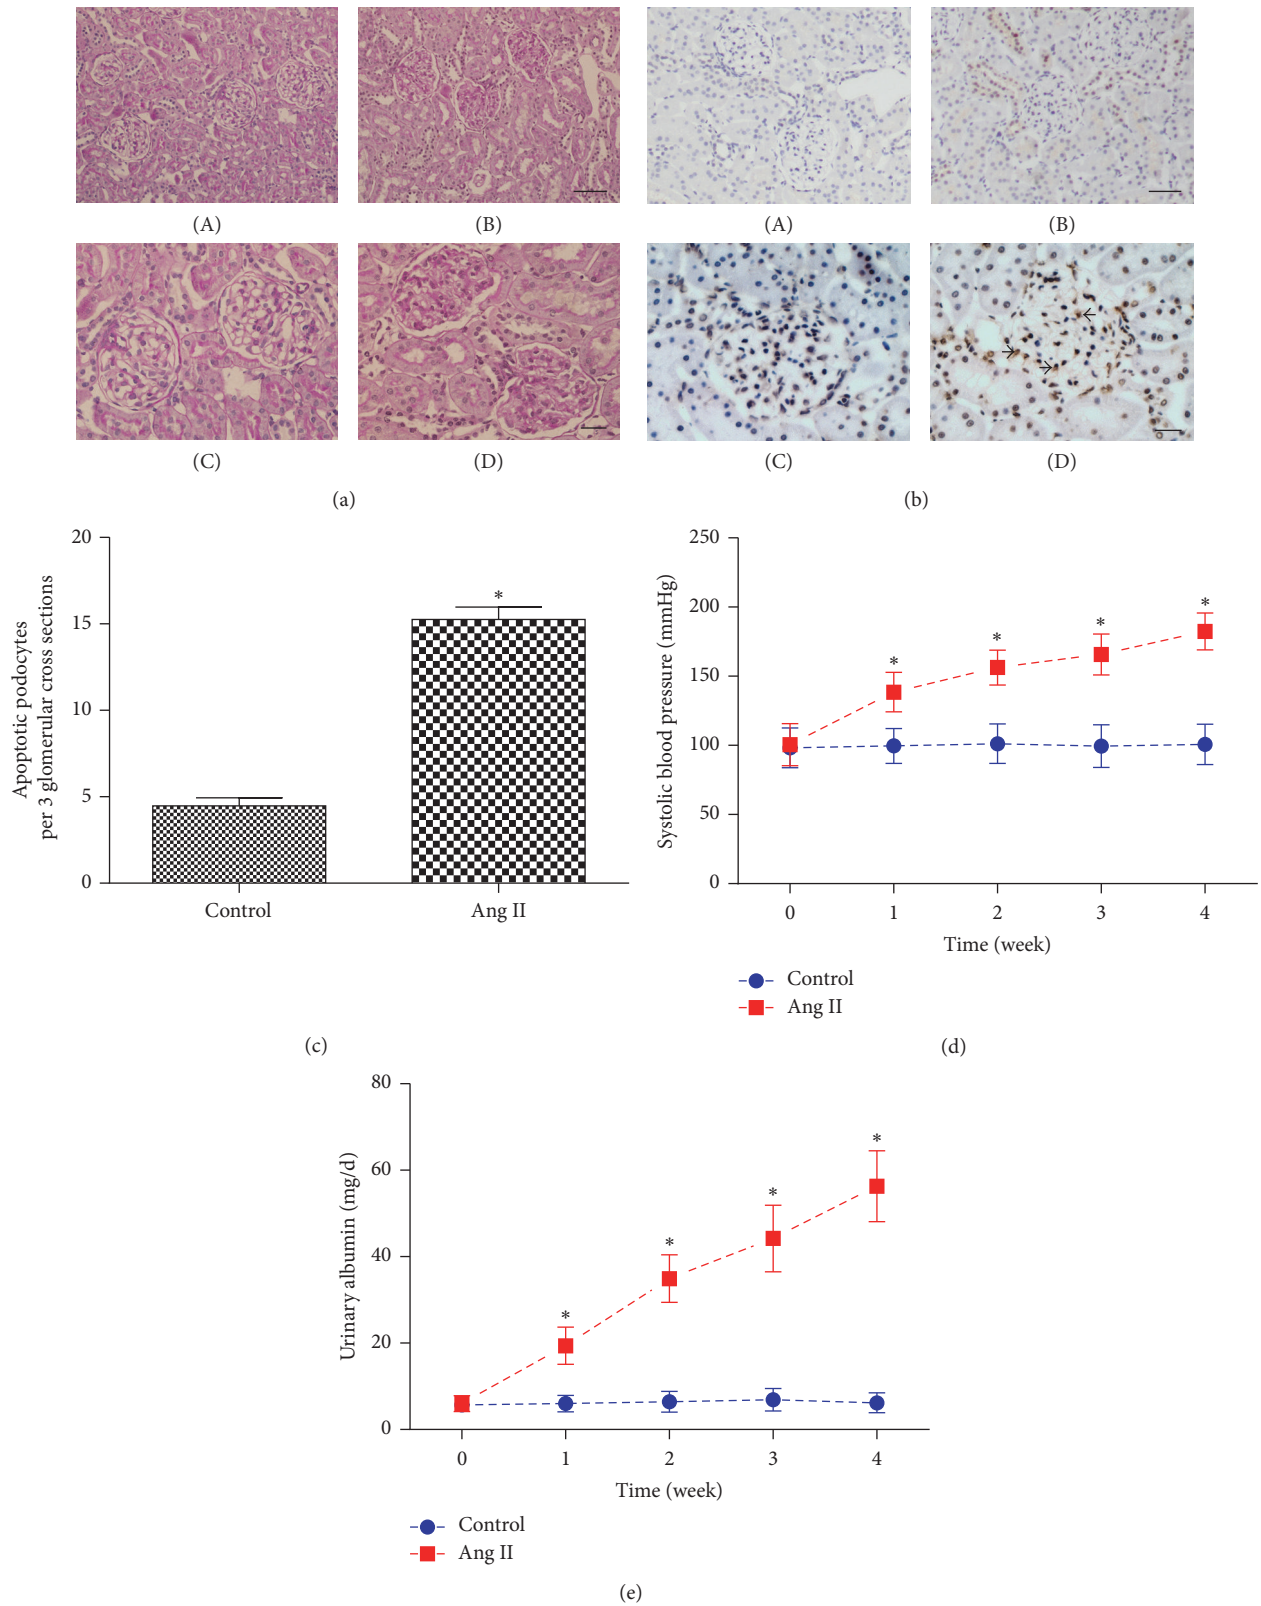 (A)
(B)
(A)
(B)
(C)
(D)
(C)
(D)
(a)
(b)
20
15
10
5
0
Apoptotic podocytes
per 3 glomerular cross sections
*
Control
Ang II
(c)
250
200
150
100
50
0
Systolic blood pressure (mmHg)
*
*
*
*
0
1
2
3
4
Time (week)
Control
Ang II
(d)
80
60
40
20
0
Urinary albumin (mg/d)
*
*
*
*
0
1
2
3
4
Time (week)
Control
Ang II
(e)